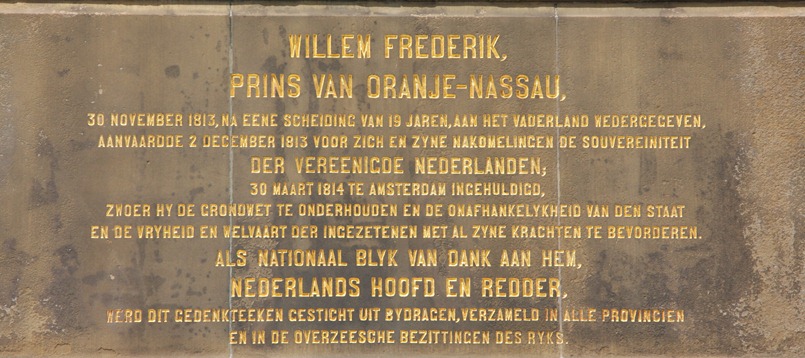 WILLEM FREDERIK,
PRINS VAN ORANJE-NASSAU,
30 NOVEMBER 1813, NA EENE SCHEIDING VAN 19 JAREN, AAN HET VADERLAND WEDERGEGEVEN,
AANVAARDDE 2 DECEMBER 1813 VOOR ZICH EN ZYNE NAKOMELINGEN DE SOUVEREINITEIT
DER VEREENIGDE NEDERLANDEN;
30 MAART 1814 TE AMSTERDAM INGEHULDIGD,
ZWOER HY DE GRONDWET TE ONDERHOUDEN EN DE ONAFHANKELYKHEID VAN DEN STAAT
EN DE VRYHEID EN WELVAART DER INGEZETENEN MET AL ZYNE KRACHTEN TE BEVORDEREN.
ALS NATIONAAL BLYK VAN DANK AAN HEM,
NEDERLANDS HOOFD EN REDDER,
WERD DIT GEDENKTEEKEN GESTICHT UIT BYDRAGEN, VERZAMELD IN ALLE PROVINCIEN
EN IN DE OVERZEESCHE BEZITTINGEN DES RYKS.